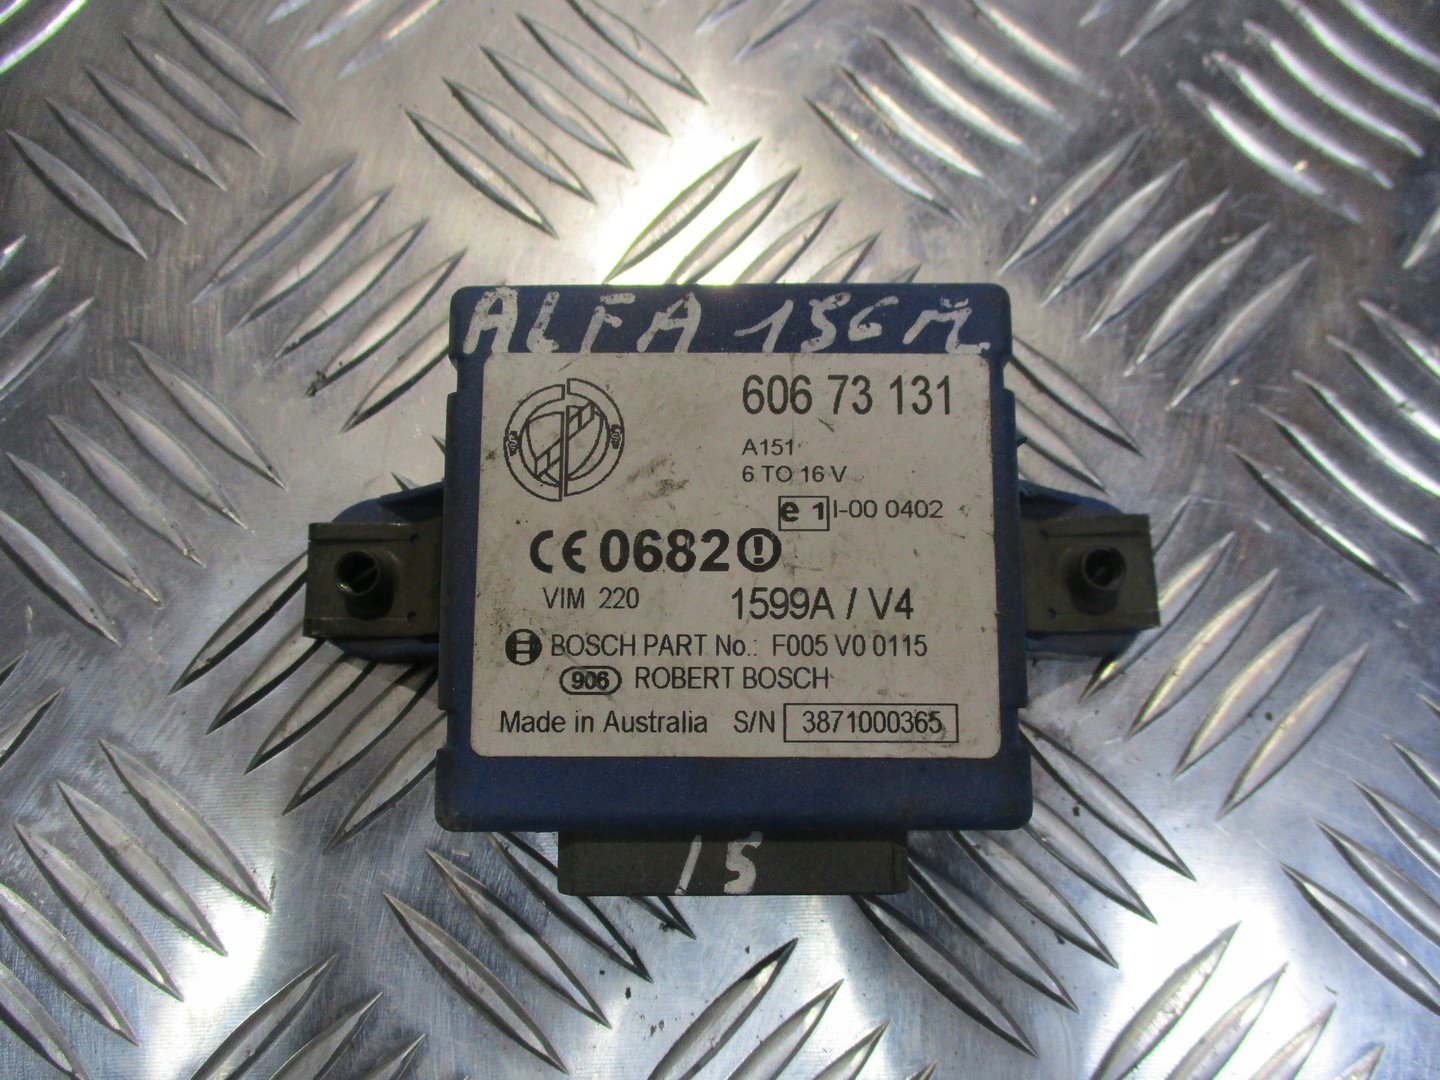 ALFA 156 M
606 73 131
A151
6 TO 16 V
e 1 I-00 0402
CE 0682
VIM 220 1599A / V4
BOSCH PART No.: F005 V0 0115
906 ROBERT BOSCH
Made in Australia S/N 3871000365
15